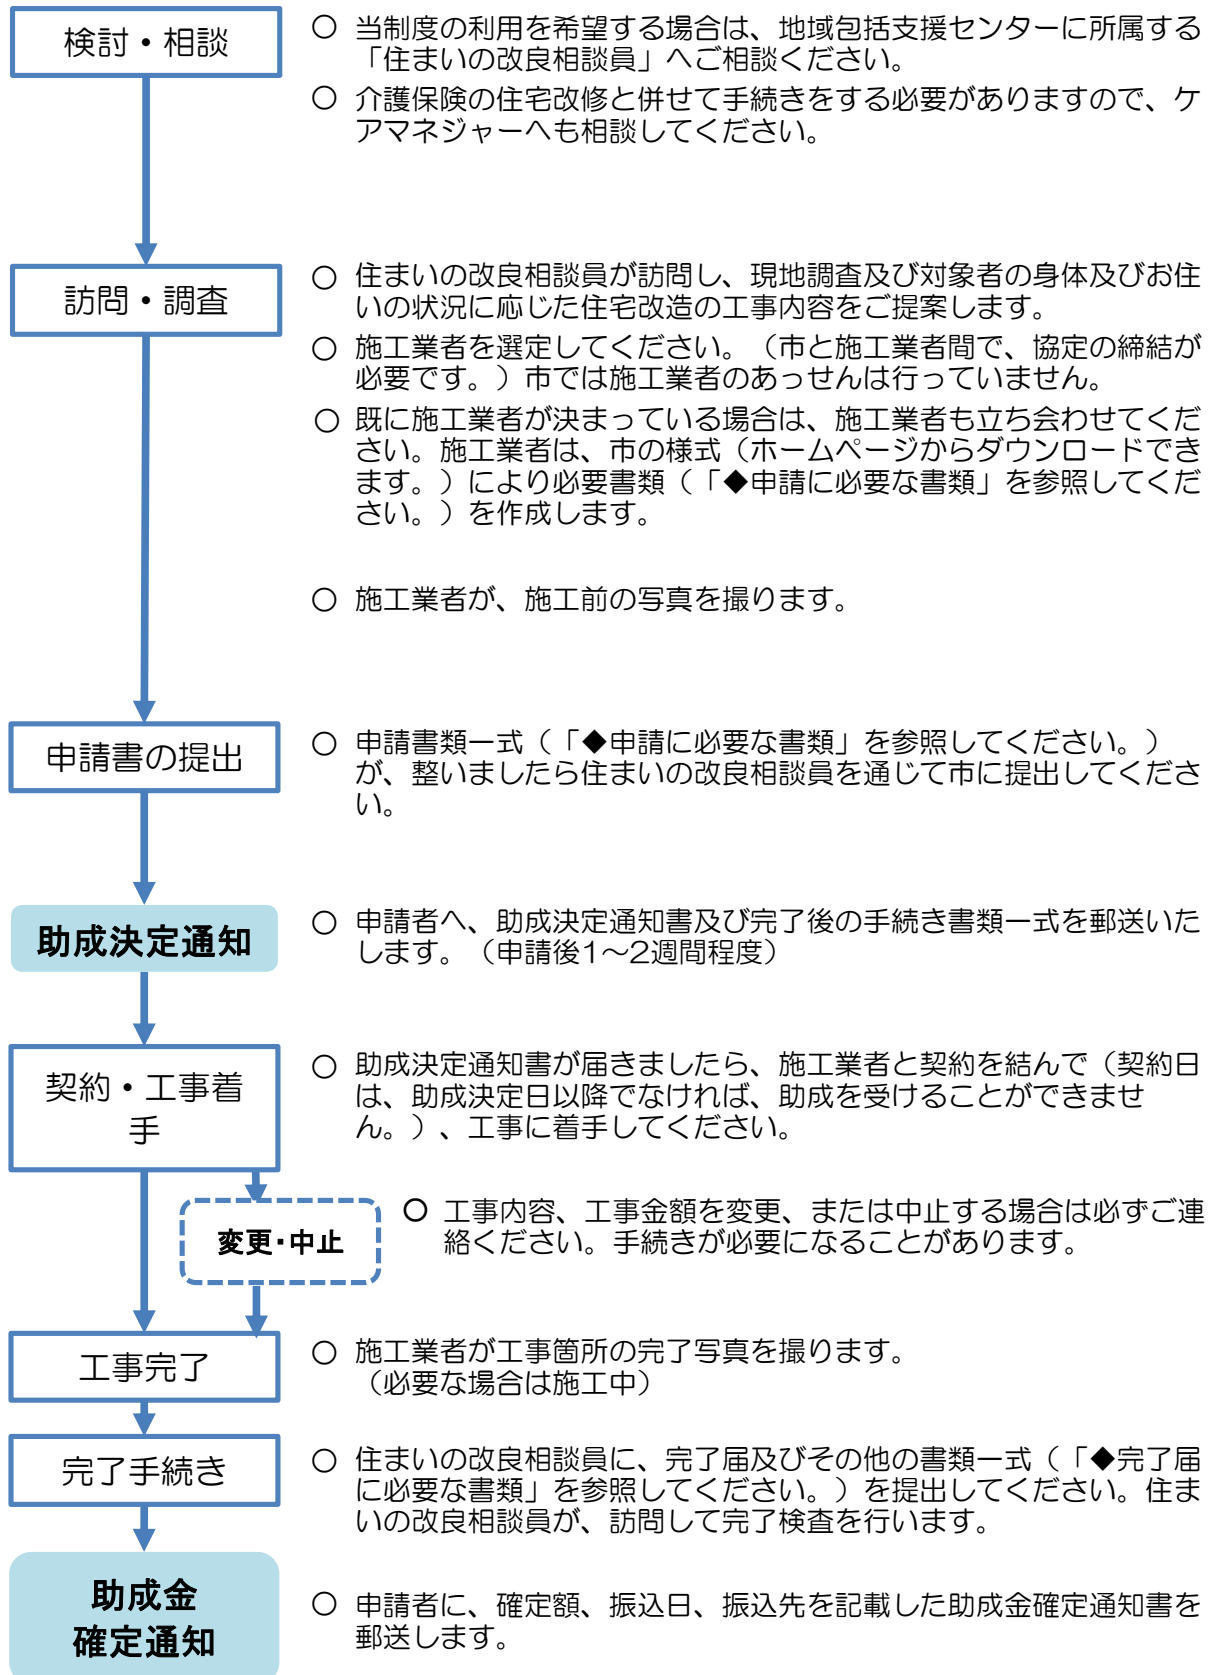 検討・相談
○ 当制度の利用を希望する場合は、地域包括支援センターに所属する
「住まいの改良相談員」へご相談ください。
○ 介護保険の住宅改修と併せて手続きをする必要がありますので、ケ
アマネジャーへも相談してください。
訪問・調査
○ 住まいの改良相談員が訪問し、現地調査及び対象者の身体及びお住
いの状況に応じた住宅改造の工事内容をご提案します。
○ 施工業者を選定してください。（市と施工業者間で、協定の締結が
必要です。）市では施工業者のあっせんは行っていません。
○ 既に施工業者が決まっている場合は、施工業者も立ち会わせてくだ
さい。施工業者は、市の様式（ホームページからダウンロードでき
ます。）により必要書類（「◆申請に必要な書類」を参照してくだ
さい。）を作成します。
○ 施工業者が、施工前の写真を撮ります。
申請書の提出
○ 申請書類一式（「◆申請に必要な書類」を参照してください。）
が、整いましたら住まいの改良相談員を通じて市に提出してくださ
い。
助成決定通知
○ 申請者へ、助成決定通知書及び完了後の手続き書類一式を郵送いた
します。（申請後1～2週間程度）
契約・工事着
手
○ 助成決定通知書が届きましたら、施工業者と契約を結んで（契約日
は、助成決定日以降でなければ、助成を受けることができませ
ん。）、工事に着手してください。
変更・中止
○ 工事内容、工事金額を変更、または中止する場合は必ずご連
絡ください。手続きが必要になることがあります。
工事完了
○ 施工業者が工事箇所の完了写真を撮ります。
（必要な場合は施工中）
完了手続き
○ 住まいの改良相談員に、完了届及びその他の書類一式（「◆完了届
に必要な書類」を参照してください。）を提出してください。住ま
いの改良相談員が、訪問して完了検査を行います。
助成金
確定通知
○ 申請者に、確定額、振込日、振込先を記載した助成金確定通知書を
郵送します。